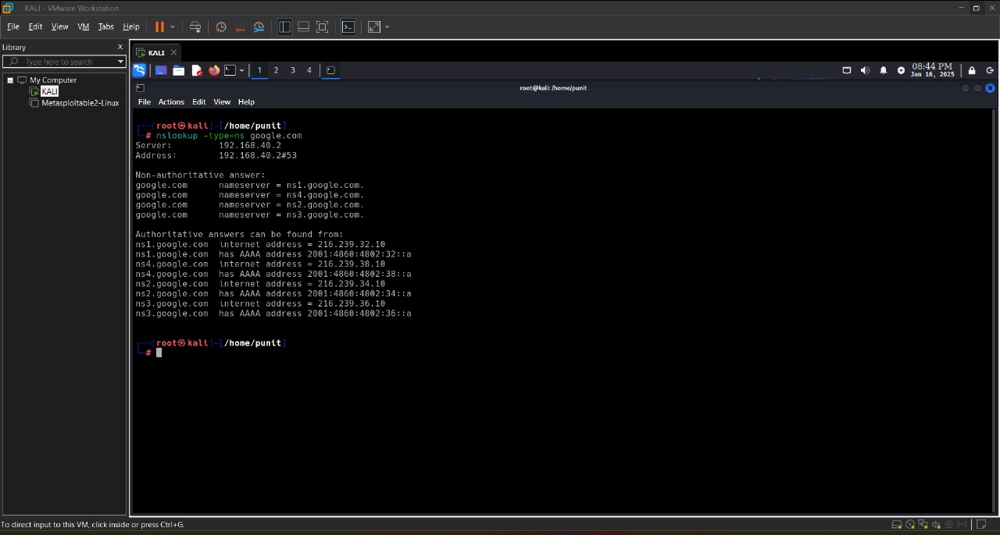 KALI - VMware Workstation
File Edit View VM Tabs Help
Library
Type here to search
My Computer
KALI
Metasploitable2-Linux
KALI
1 2 3 4
08:44 PM
Jan 16, 2025
root@kali: /home/punit
File Actions Edit View Help
┌──(root㉿kali)-[/home/punit]
└─# nslookup -type=ns google.com
Server:         192.168.40.2
Address:        192.168.40.2#53
Non-authoritative answer:
google.com      nameserver = ns1.google.com.
google.com      nameserver = ns4.google.com.
google.com      nameserver = ns2.google.com.
google.com      nameserver = ns3.google.com.
Authoritative answers can be found from:
ns1.google.com  internet address = 216.239.32.10
ns1.google.com  has AAAA address 2001:4860:4802:32::a
ns4.google.com  internet address = 216.239.38.10
ns4.google.com  has AAAA address 2001:4860:4802:38::a
ns2.google.com  internet address = 216.239.34.10
ns2.google.com  has AAAA address 2001:4860:4802:34::a
ns3.google.com  internet address = 216.239.36.10
ns3.google.com  has AAAA address 2001:4860:4802:36::a
┌──(root㉿kali)-[/home/punit]
└─#
To direct input to this VM, click inside or press Ctrl+G.